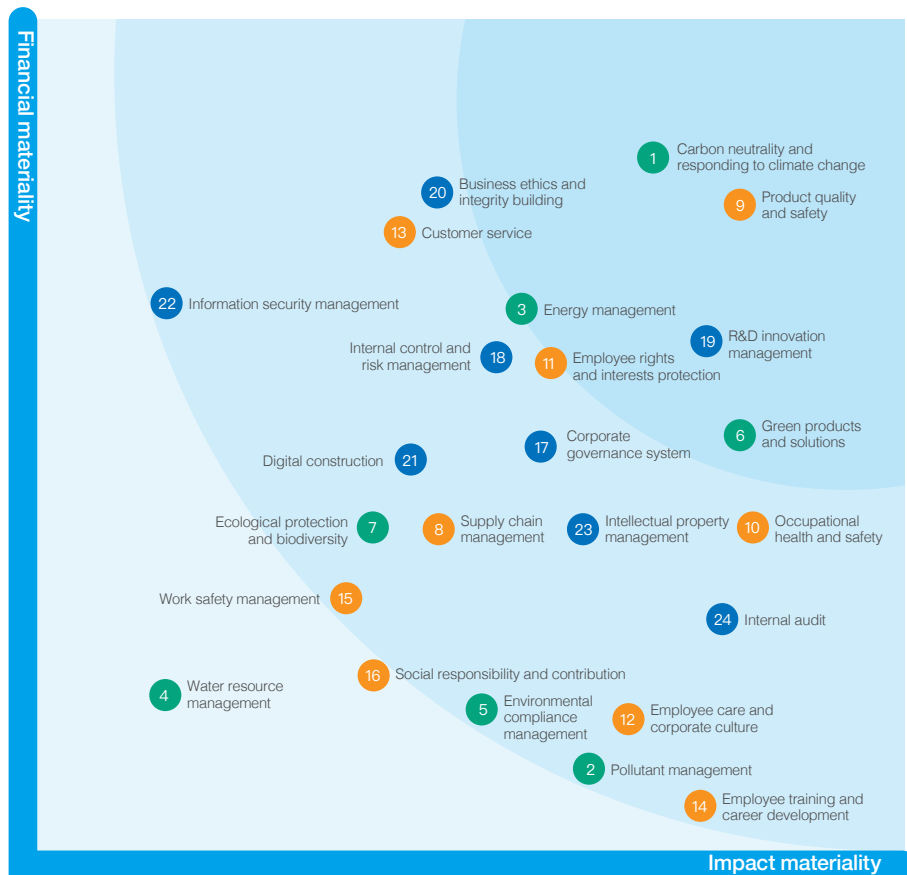 Financial materiality
1
Carbon neutrality and
responding to climate change
20
Business ethics and
integrity building
9
Product quality
and safety
13
Customer service
22
Information security management
3
Energy management
19
R&D innovation
management
Internal control and
risk management
18
11
Employee rights
and interests protection
6
Green products
and solutions
17
Corporate
governance system
Digital construction
21
Ecological protection
and biodiversity
7
8
Supply chain
management
23
Intellectual property
management
10
Occupational
health and safety
Work safety management
15
24
Internal audit
16
Social responsibility and contribution
4
Water resource
management
5
Environmental
compliance
management
12
Employee care and
corporate culture
2
Pollutant management
14
Employee training and
career development
Impact materiality